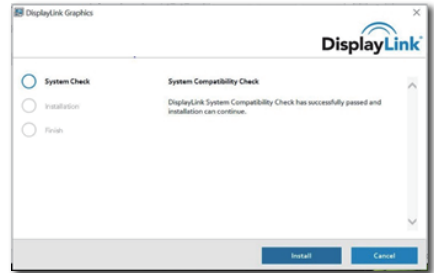 DisplayLink Graphics
DisplayLink
System Check
Installation
Finish
System Compatibility Check
DisplayLink System Compatibility Check has successfully passed and
installation can continue.
Install
Cancel